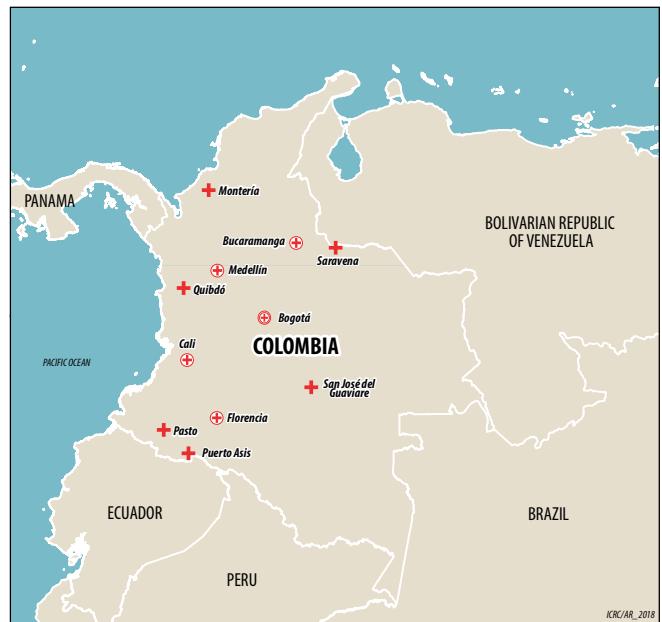 PANAMA
Montería
BOLIVARIAN REPUBLIC
OF VENEZUELA
Bucaramanga
Saravena
Medellín
Quibdó
Bogotá
Cali
COLOMBIA
PACIFIC OCEAN
San José del
Guaviare
Florencia
Pasto
Puerto Asis
ECUADOR
BRAZIL
PERU
ICRC/AR_2018